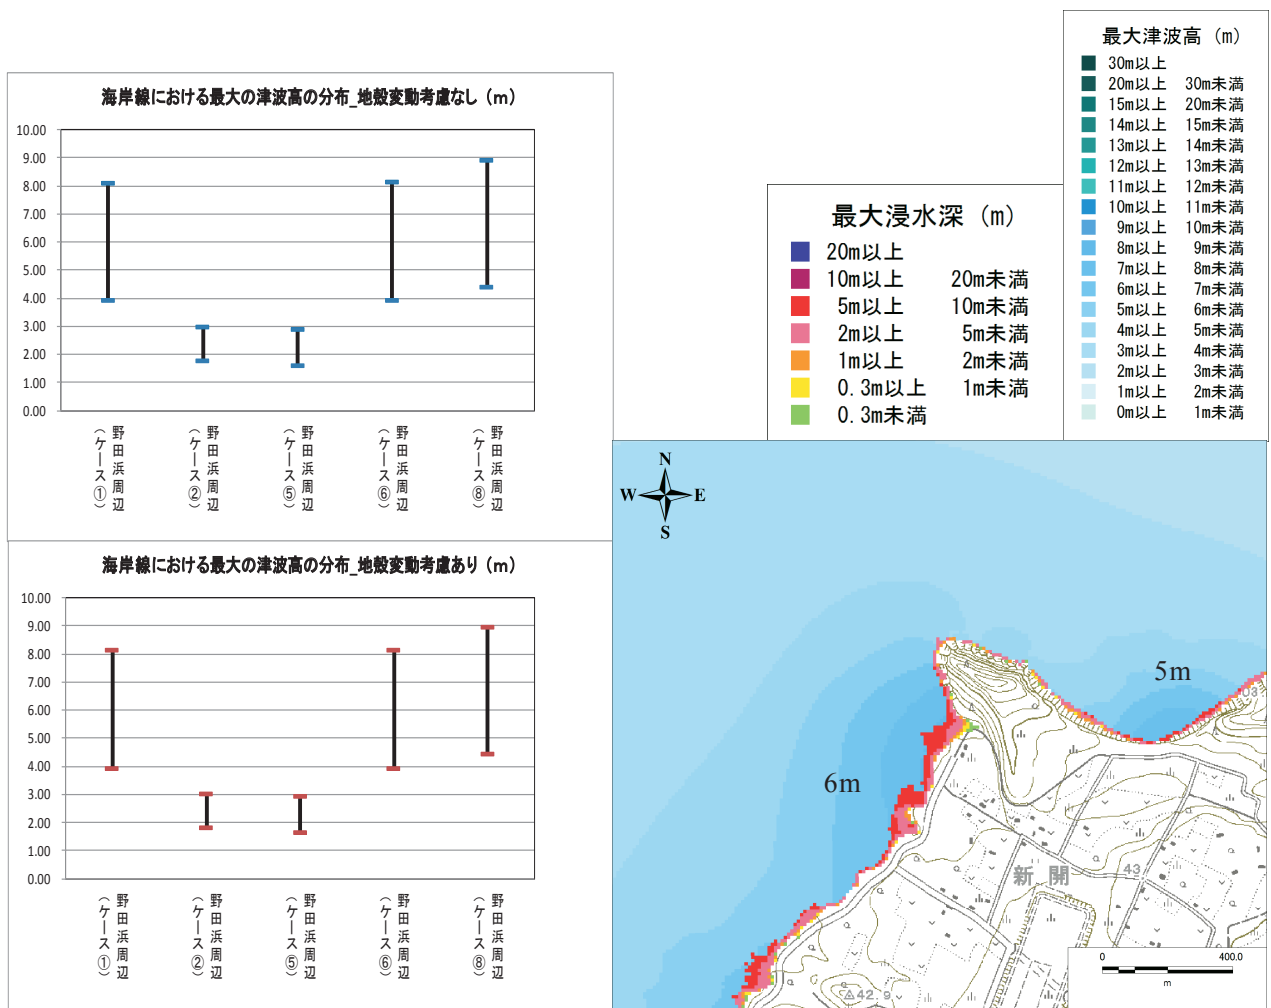 海岸線における最大の津波高の分布_地殻変動考慮なし（m）
10.00
9.00
8.00
7.00
6.00
5.00
4.00
3.00
2.00
1.00
0.00
野田浜周辺（ケース①）
野田浜周辺（ケース②）
野田浜周辺（ケース⑤）
野田浜周辺（ケース⑥）
野田浜周辺（ケース⑧）
海岸線における最大の津波高の分布_地殻変動考慮あり（m）
10.00
9.00
8.00
7.00
6.00
5.00
4.00
3.00
2.00
1.00
0.00
野田浜周辺（ケース①）
野田浜周辺（ケース②）
野田浜周辺（ケース⑤）
野田浜周辺（ケース⑥）
野田浜周辺（ケース⑧）
最大浸水深（m）
20m以上
10m以上 20m未満
5m以上 10m未満
2m以上 5m未満
1m以上 2m未満
0.3m以上 1m未満
0.3m未満
最大津波高（m）
30m以上
20m以上 30m未満
15m以上 20m未満
14m以上 15m未満
13m以上 14m未満
12m以上 13m未満
11m以上 12m未満
10m以上 11m未満
9m以上 10m未満
8m以上 9m未満
7m以上 8m未満
6m以上 7m未満
5m以上 6m未満
4m以上 5m未満
3m以上 4m未満
2m以上 3m未満
1m以上 2m未満
0m以上 1m未満
N
W E
S
5m
6m
新開
43
42.9
0 400.0
m